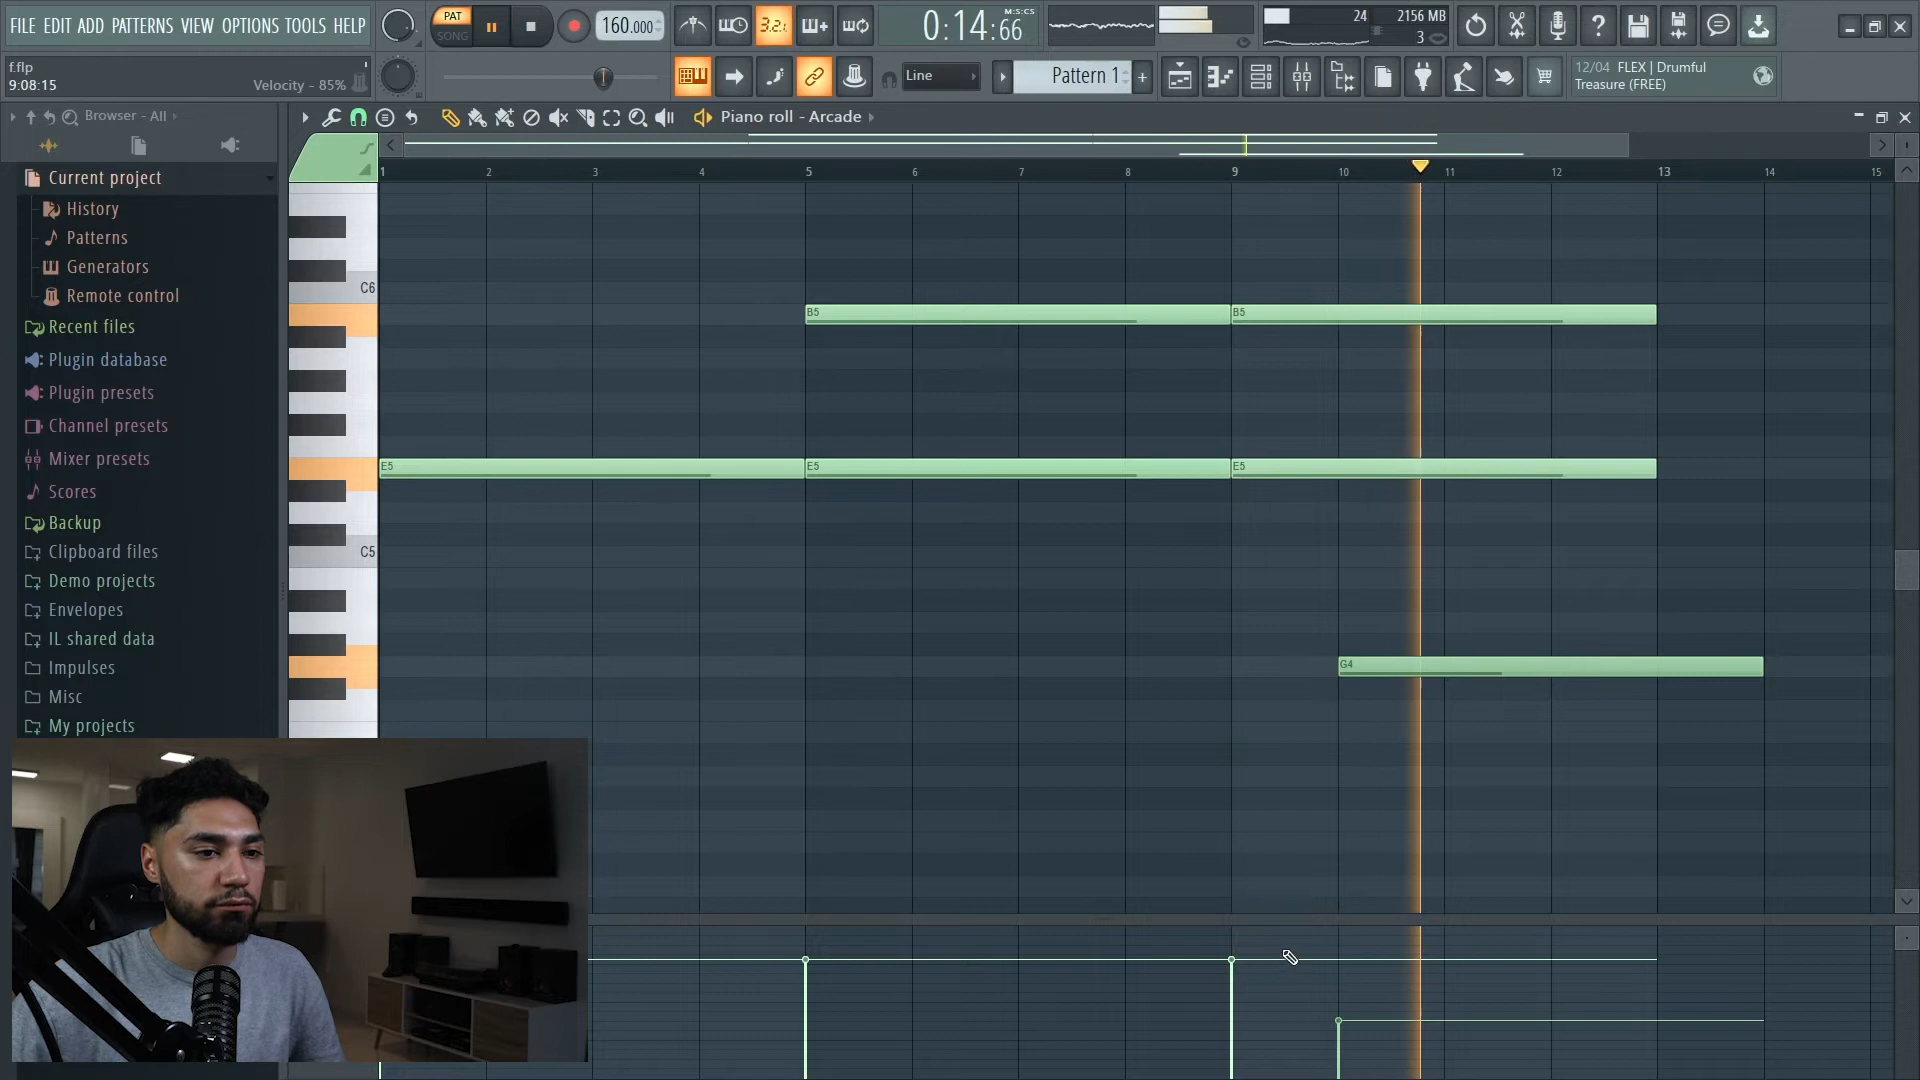 FILE EDIT ADD PATTERNS VIEW OPTIONS TOOLS HELP
PAT
SONG
160.000
3.2.
0:14:66
M:S:CS
24
2156 MB
3
f.flp
9:08:15
Velocity - 85%
Line
Pattern 1
12/04 FLEX | Drumful
Treasure (FREE)
Browser - All
Piano roll - Arcade
Current project
History
Patterns
Generators
Remote control
Recent files
Plugin database
Plugin presets
Channel presets
Mixer presets
Scores
Backup
Clipboard files
Demo projects
Envelopes
IL shared data
Impulses
Misc
My projects
1 2 3 4 5 6 7 8 9 10 11 12 13 14 15
C6
B5 B5
E5 E5 E5
C5
G4